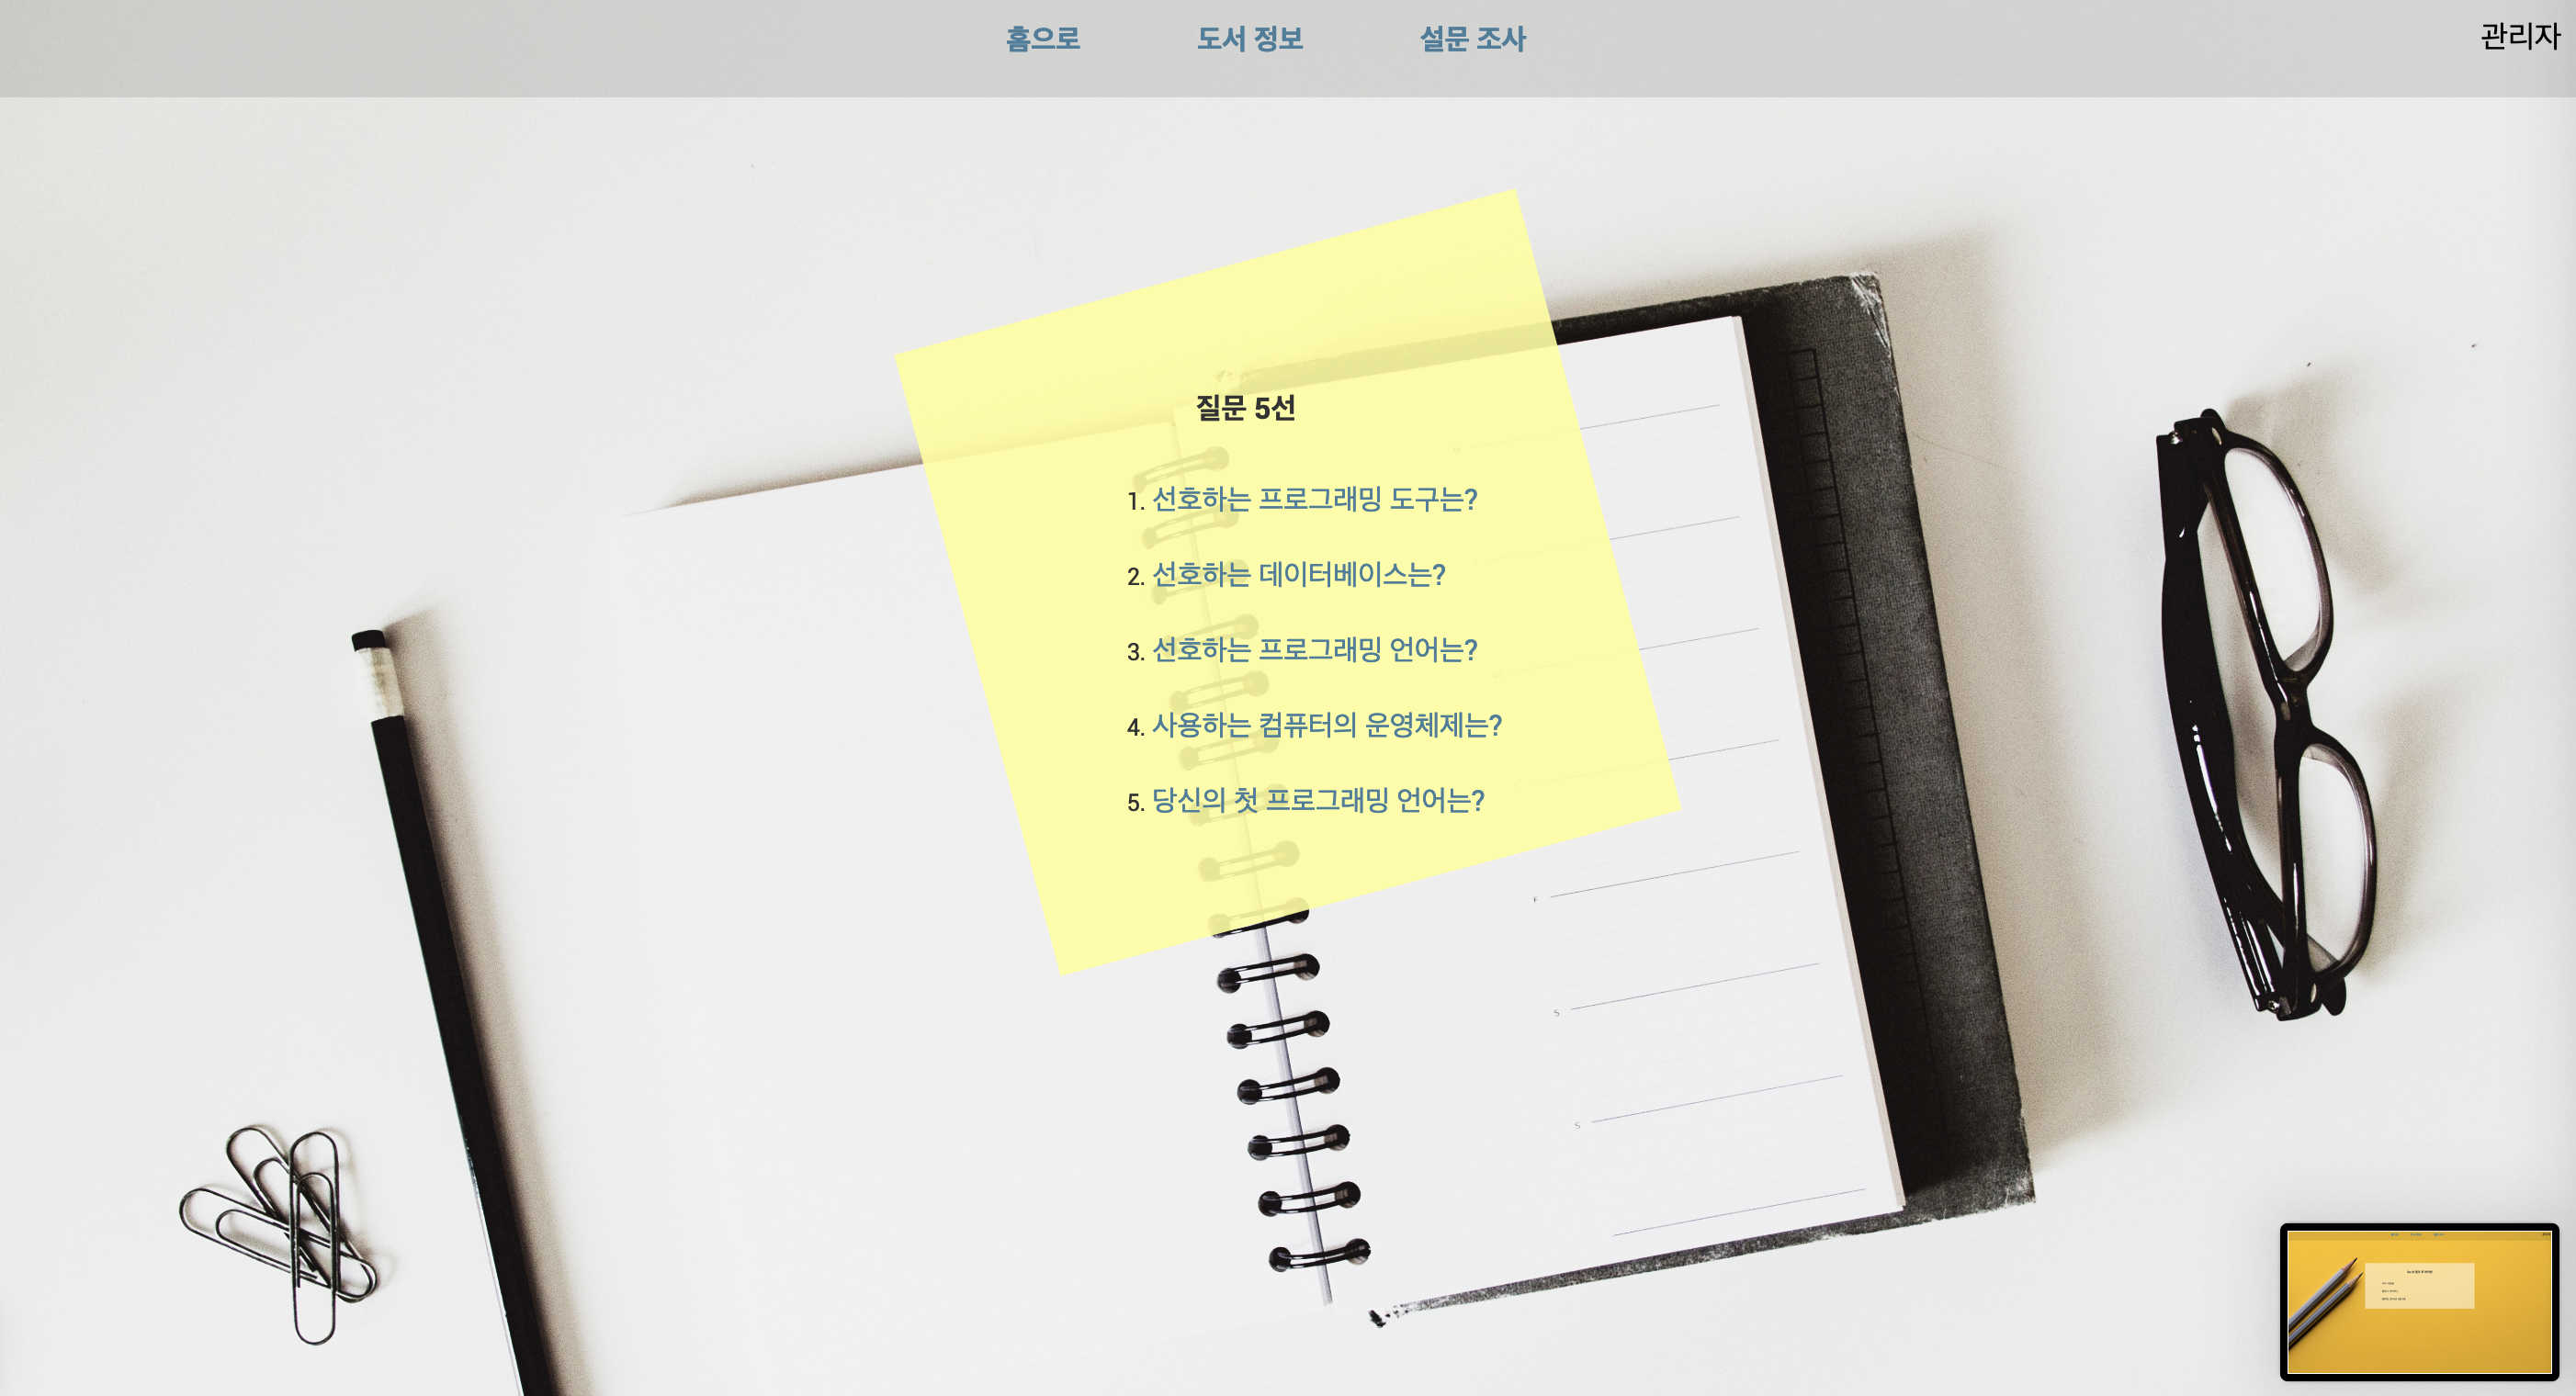 홈으로 도서 정보 설문 조사 관리자
질문 5선
1. 선호하는 프로그래밍 도구는?
2. 선호하는 데이터베이스는?
3. 선호하는 프로그래밍 언어는?
4. 사용하는 컴퓨터의 운영체제는?
5. 당신의 첫 프로그래밍 언어는?
F
S
S